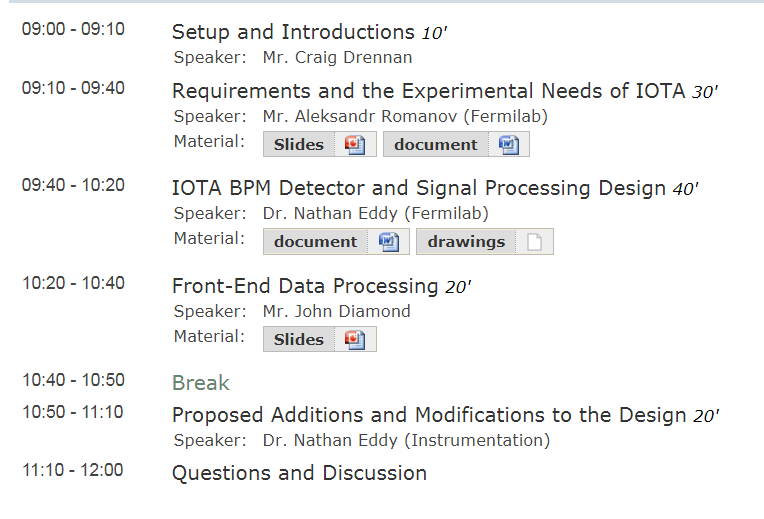 09:00 - 09:10 Setup and Introductions 10'
Speaker: Mr. Craig Drennan
09:10 - 09:40 Requirements and the Experimental Needs of IOTA 30'
Speaker: Mr. Aleksandr Romanov (Fermilab)
Material: Slides document
09:40 - 10:20 IOTA BPM Detector and Signal Processing Design 40'
Speaker: Dr. Nathan Eddy (Fermilab)
Material: document drawings
10:20 - 10:40 Front-End Data Processing 20'
Speaker: Mr. John Diamond
Material: Slides
10:40 - 10:50 Break
10:50 - 11:10 Proposed Additions and Modifications to the Design 20'
Speaker: Dr. Nathan Eddy (Instrumentation)
11:10 - 12:00 Questions and Discussion